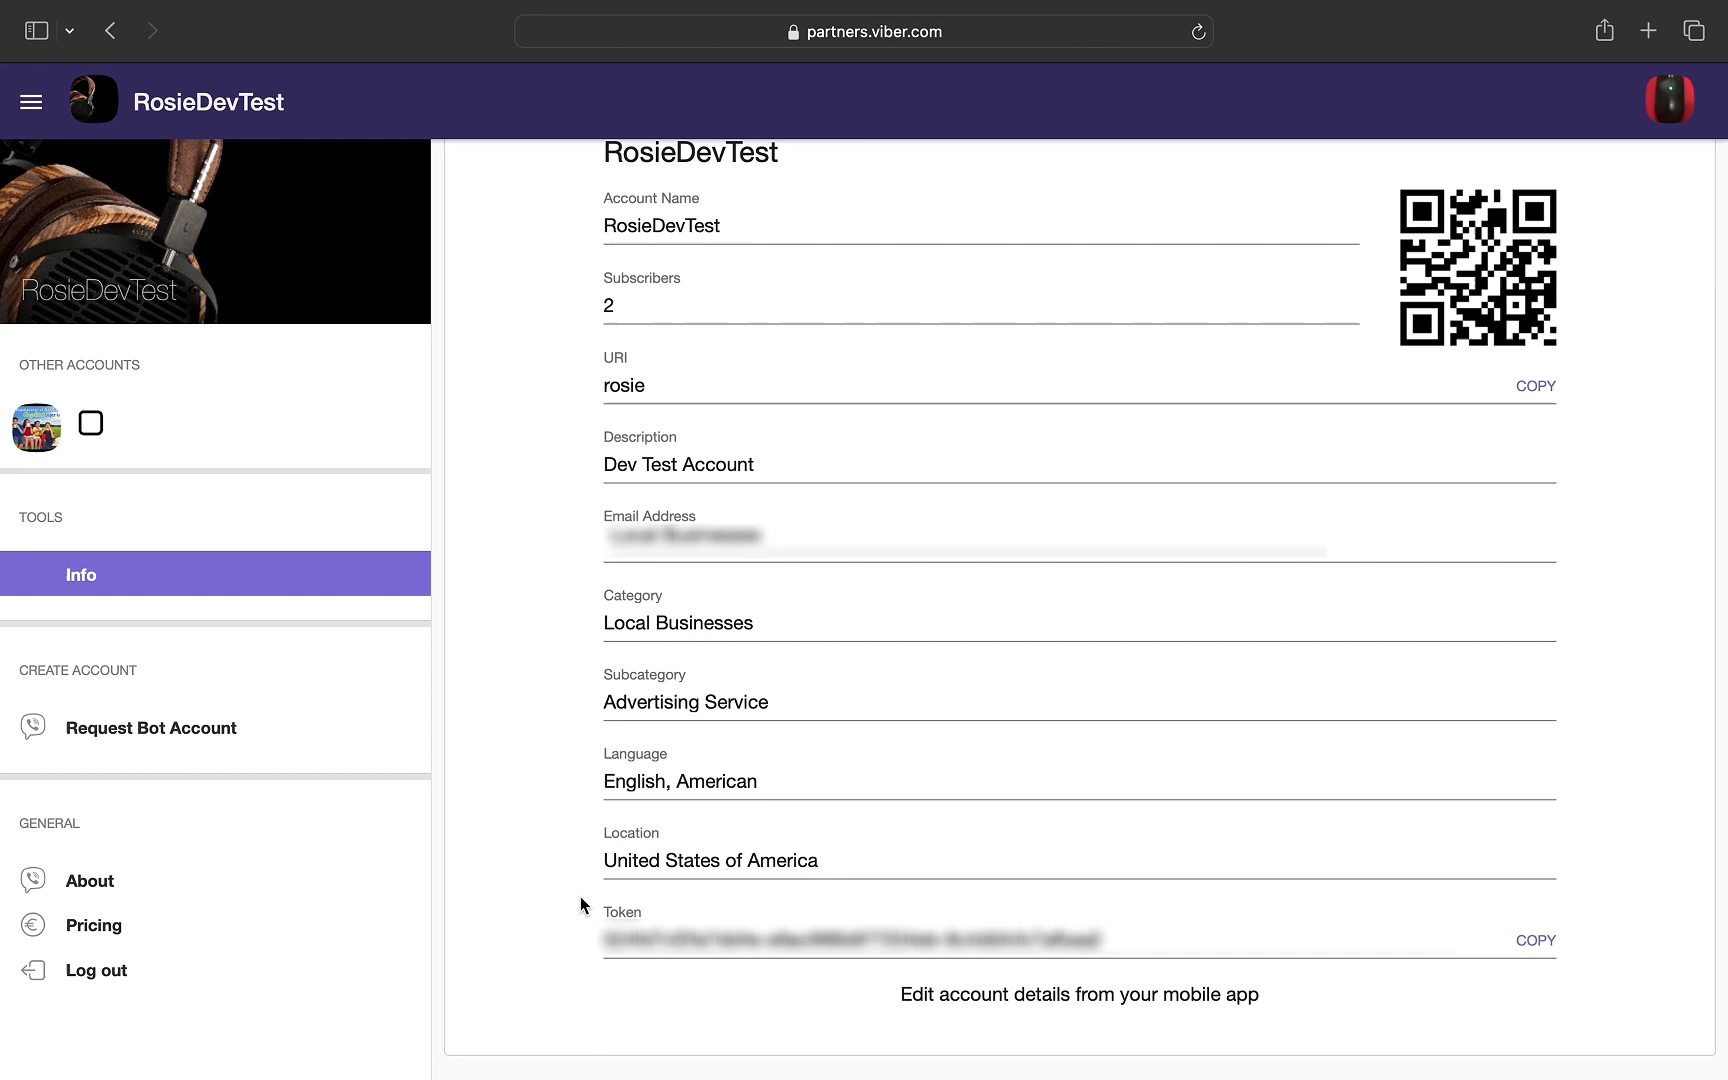 partners.viber.com
RosieDevTest
RosieDevTest
OTHER ACCOUNTS
TOOLS
Info
CREATE ACCOUNT
Request Bot Account
GENERAL
About
Pricing
Log out
RosieDevTest
Account Name
RosieDevTest
Subscribers
2
URI
rosie
COPY
Description
Dev Test Account
Email Address
Category
Local Businesses
Subcategory
Advertising Service
Language
English, American
Location
United States of America
Token
COPY
Edit account details from your mobile app